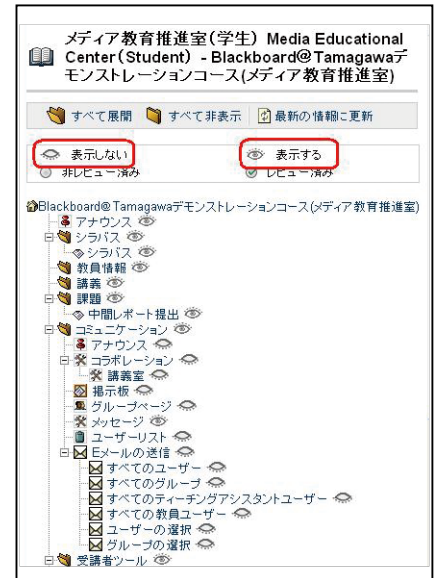 メディア教育推進室(学生) Media Educational
Center(Student) - Blackboard@Tamagawaデ
モンストレーションコース(メディア教育推進室)
すべて展開 すべて非表示 最新の情報に更新
表示しない 表示する
非レビュー済み レビュー済み
Blackboard@Tamagawaデモンストレーションコース(メディア教育推進室)
アナウンス
シラバス
シラバス
教員情報
講義
課題
中間レポート提出
コミュニケーション
アナウンス
コラボレーション
講義室
掲示板
グループページ
メッセージ
ユーザーリスト
Eメールの送信
すべてのユーザー
すべてのグループ
すべてのティーチングアシスタントユーザー
すべての教員ユーザー
ユーザーの選択
グループの選択
受講者ツール